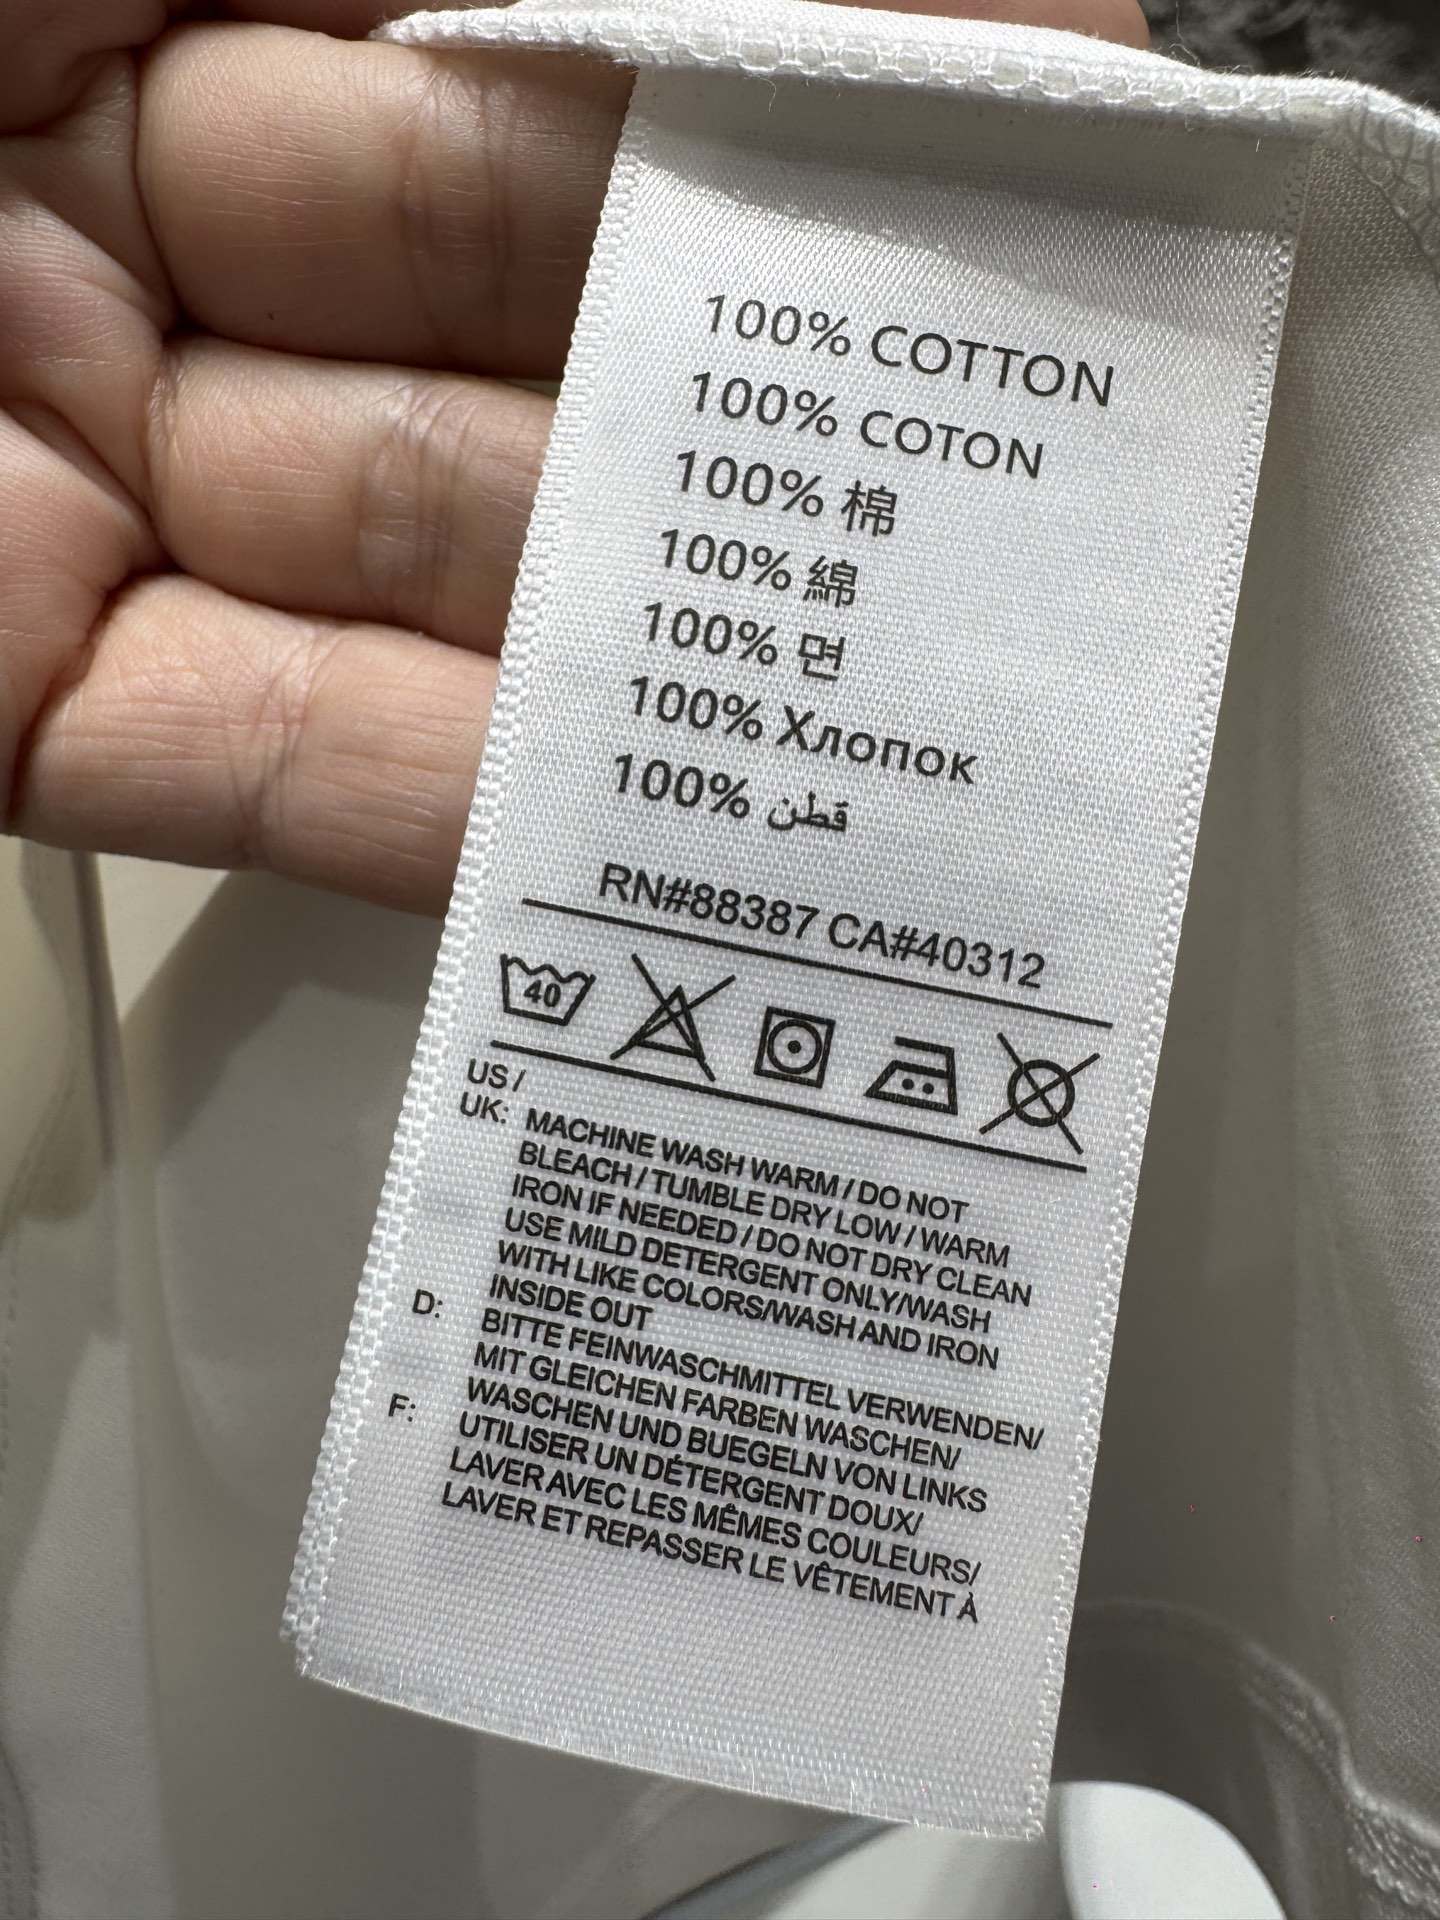 100% COTTON
100% COTON
100% 棉
100% 綿
100% 면
100% Хлопок
100% قطن
RN#88387 CA#40312
40
US /
UK: MACHINE WASH WARM / DO NOT
BLEACH / TUMBLE DRY LOW / WARM
IRON IF NEEDED / DO NOT DRY CLEAN
USE MILD DETERGENT ONLY/WASH
WITH LIKE COLORS/WASH AND IRON
INSIDE OUT
D: BITTE FEINWASCHMITTEL VERWENDEN/
MIT GLEICHEN FARBEN WASCHEN/
WASCHEN UND BUEGELN VON LINKS
F: UTILISER UN DÉTERGENT DOUX/
LAVER AVEC LES MÊMES COULEURS/
LAVER ET REPASSER LE VÊTEMENT À